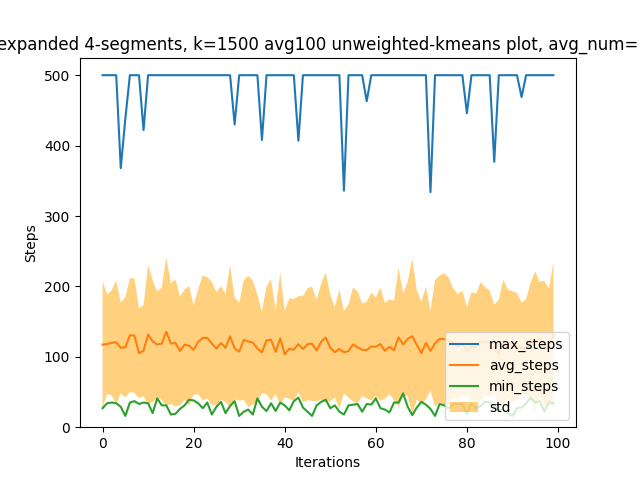 expanded 4-segments, k=1500 avg100 unweighted-kmeans plot, avg_num=
500
400
300
200
100
0
Steps
0 20 40 60 80 100
Iterations
max_steps
avg_steps
min_steps
std